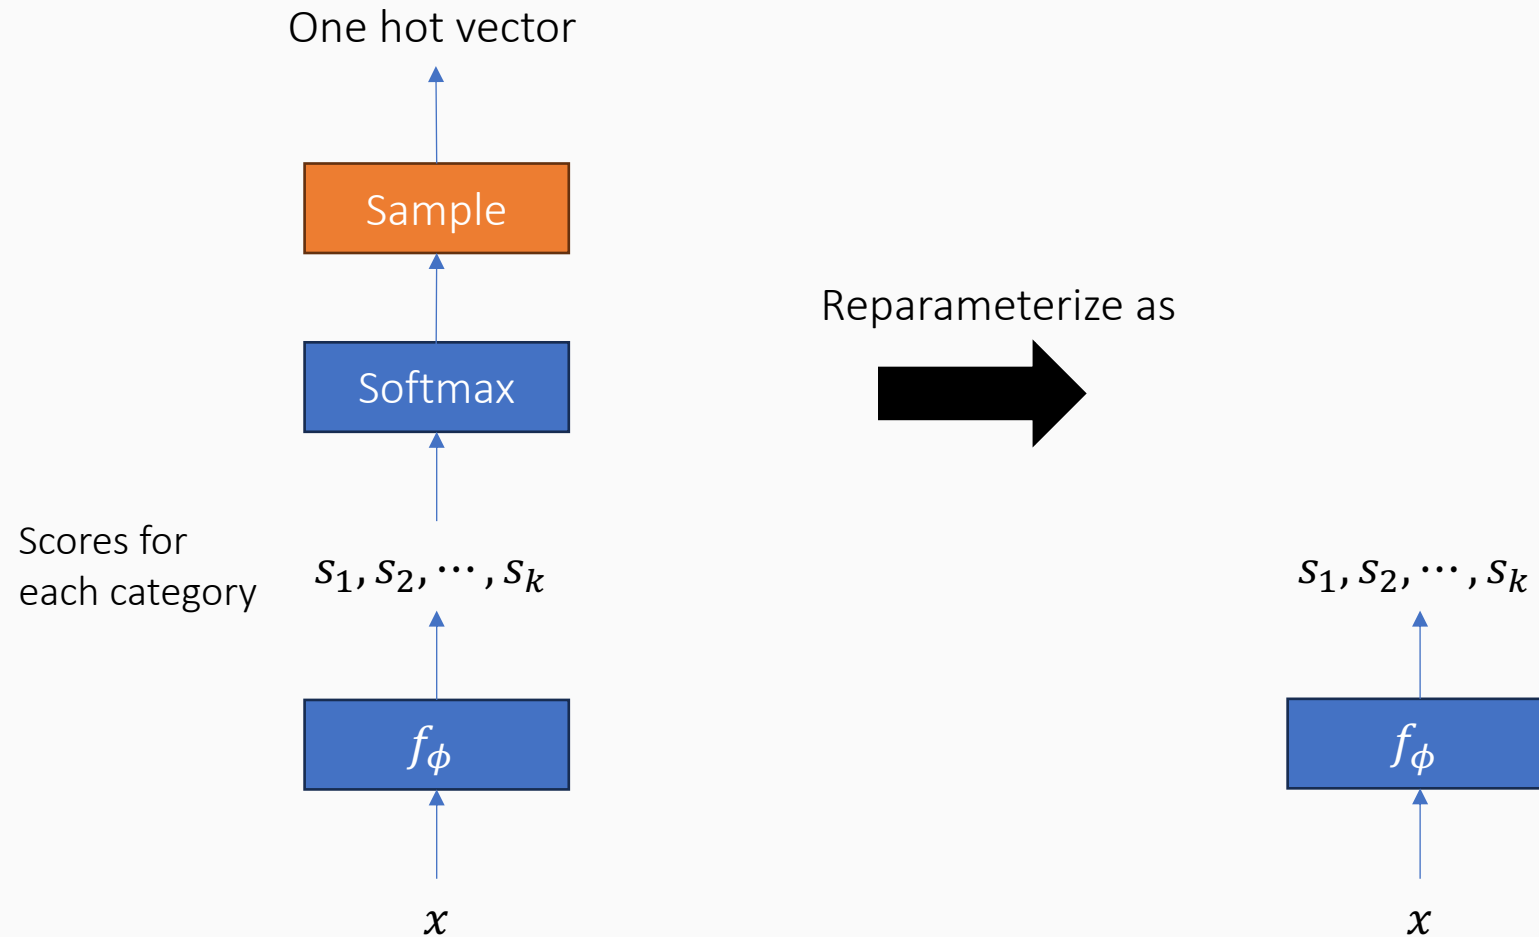 One hot vector
Sample
Reparameterize as
Softmax
Scores for
each category
s₁, s₂, ⋯ , sₖ
s₁, s₂, ⋯ , sₖ
f_ϕ
f_ϕ
x
x